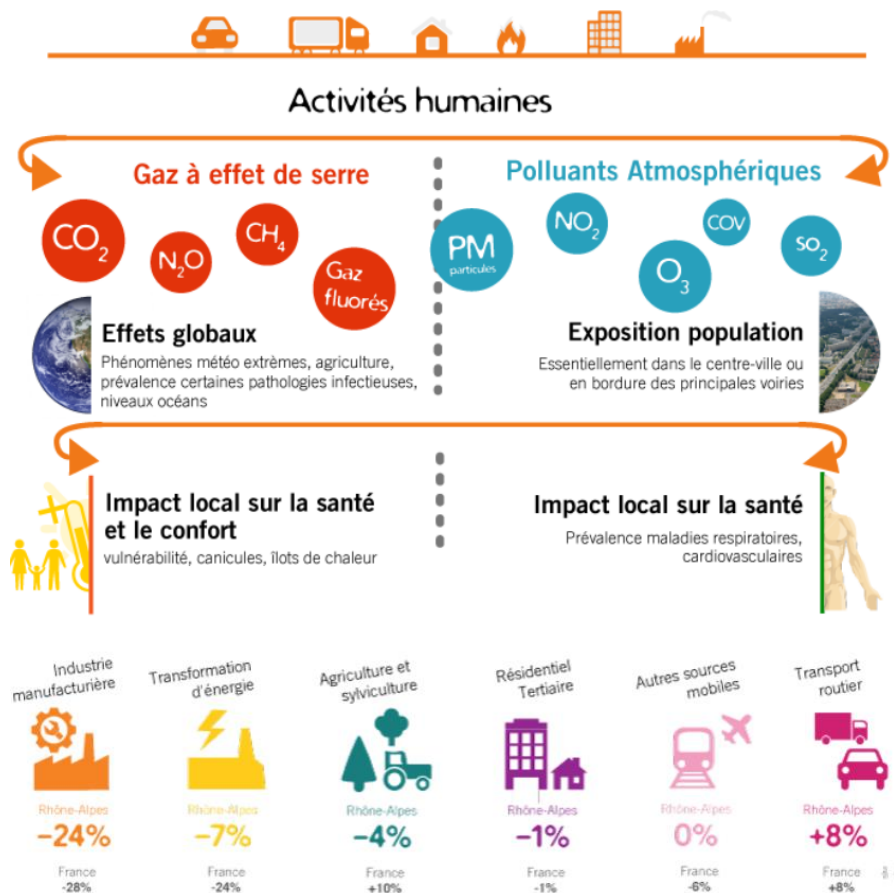 Activités humaines
Gaz à effet de serre
CO2
N2O
CH4
Gaz
fluorés
Effets globaux
Phénomènes météo extrêmes, agriculture,
prévalence certaines pathologies infectieuses,
niveaux océans
Polluants Atmosphériques
PM
particules
NO2
O3
COV
SO2
Exposition population
Essentiellement dans le centre-ville ou
en bordure des principales voiries
Impact local sur la santé
et le confort
vulnérabilité, canicules, îlots de chaleur
Impact local sur la santé
Prévalence maladies respiratoires,
cardiovasculaires
Industrie
manufacturière
Rhône-Alpes
-24%
France
-28%
Transformation
d'énergie
Rhône-Alpes
-7%
France
-24%
Agriculture et
sylviculture
Rhône-Alpes
-4%
France
+10%
Résidentiel
Tertiaire
Rhône-Alpes
-1%
France
-1%
Autres sources
mobiles
Rhône-Alpes
0%
France
-6%
Transport
routier
Rhône-Alpes
+8%
France
+8%